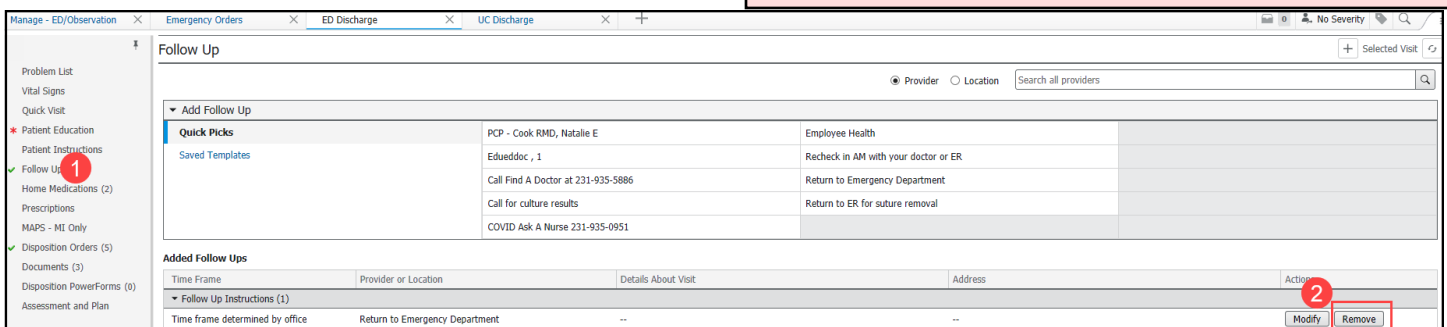 Manage - ED/Observation × Emergency Orders × ED Discharge × UC Discharge × + 0 No Severity
Follow Up + Selected Visit
Provider Location Search all providers
Problem List
Vital Signs
Quick Visit
* Patient Education
Patient Instructions
Follow Up 1
Home Medications (2)
Prescriptions
MAPS - MI Only
Disposition Orders (5)
Documents (3)
Disposition PowerForms (0)
Assessment and Plan
Add Follow Up
Quick Picks PCP - Cook RMD, Natalie E Employee Health
Saved Templates Edueddoc , 1 Recheck in AM with your doctor or ER
Call Find A Doctor at 231-935-5886 Return to Emergency Department
Call for culture results Return to ER for suture removal
COVID Ask A Nurse 231-935-0951
Added Follow Ups
Time Frame Provider or Location Details About Visit Address Actions
Follow Up Instructions (1) 2
Time frame determined by office Return to Emergency Department -- -- Modify Remove